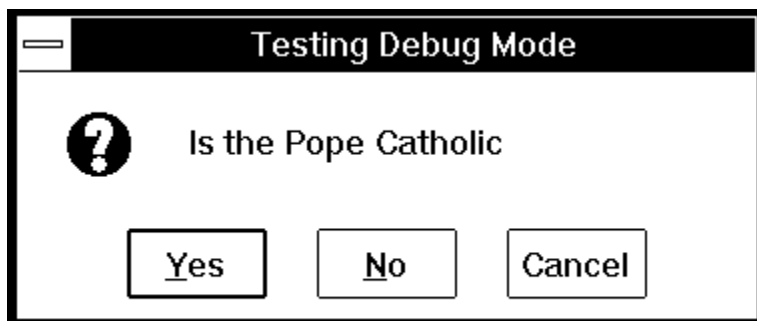 Testing Debug Mode
Is the Pope Catholic
Yes No Cancel